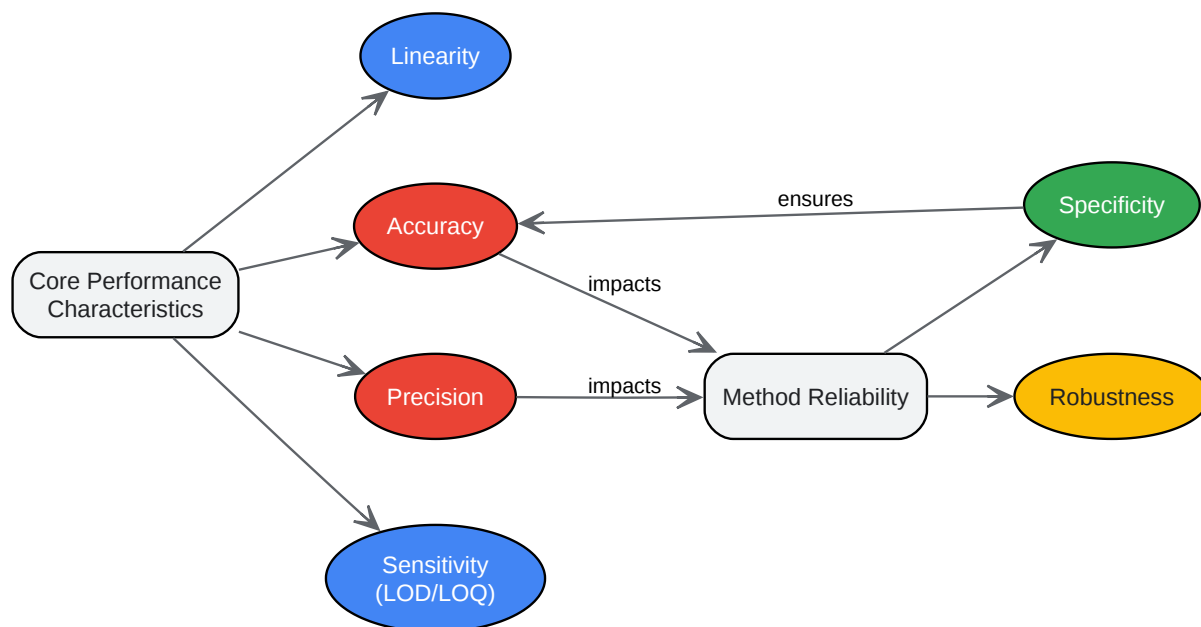 Linearity
ensures
Specificity
Accuracy
impacts
Core Performance
Characteristics
Precision
impacts
Method Reliability
Robustness
Sensitivity
(LOD/LOQ)